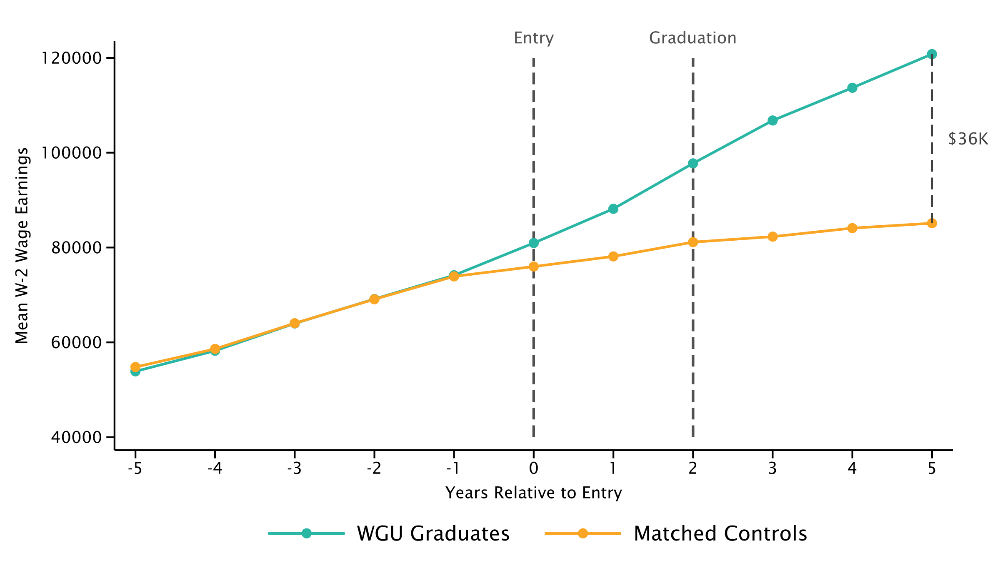 Entry
Graduation
120000
100000
80000
60000
40000
Mean W-2 Wage Earnings
$36K
-5 -4 -3 -2 -1 0 1 2 3 4 5
Years Relative to Entry
WGU Graduates
Matched Controls